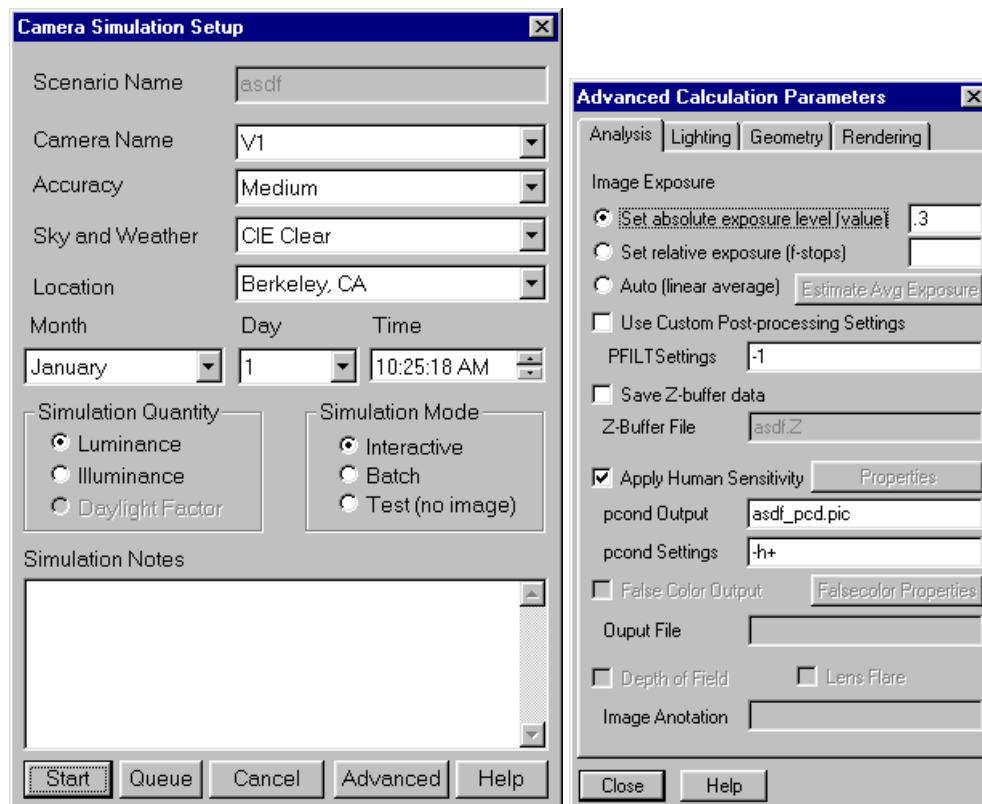 Camera Simulation Setup
Scenario Name asdf
Camera Name V1
Accuracy Medium
Sky and Weather CIE Clear
Location Berkeley, CA
Month Day Time
January 1 10:25:18 AM
Simulation Quantity Simulation Mode
Luminance Interactive
Illuminance Batch
Daylight Factor Test (no image)
Simulation Notes
Start Queue Cancel Advanced Help
Advanced Calculation Parameters
Analysis Lighting Geometry Rendering
Image Exposure
Set absolute exposure level (value) .3
Set relative exposure (f-stops)
Auto (linear average) Estimate Avg Exposure
Use Custom Post-processing Settings
PFILTSettings -1
Save Z-buffer data
Z-Buffer File asdf.Z
Apply Human Sensitivity Properties
pcond Output asdf_pcd.pic
pcond Settings -h+
False Color Output Falsecolor Properties
Ouput File
Depth of Field Lens Flare
Image Anotation
Close Help